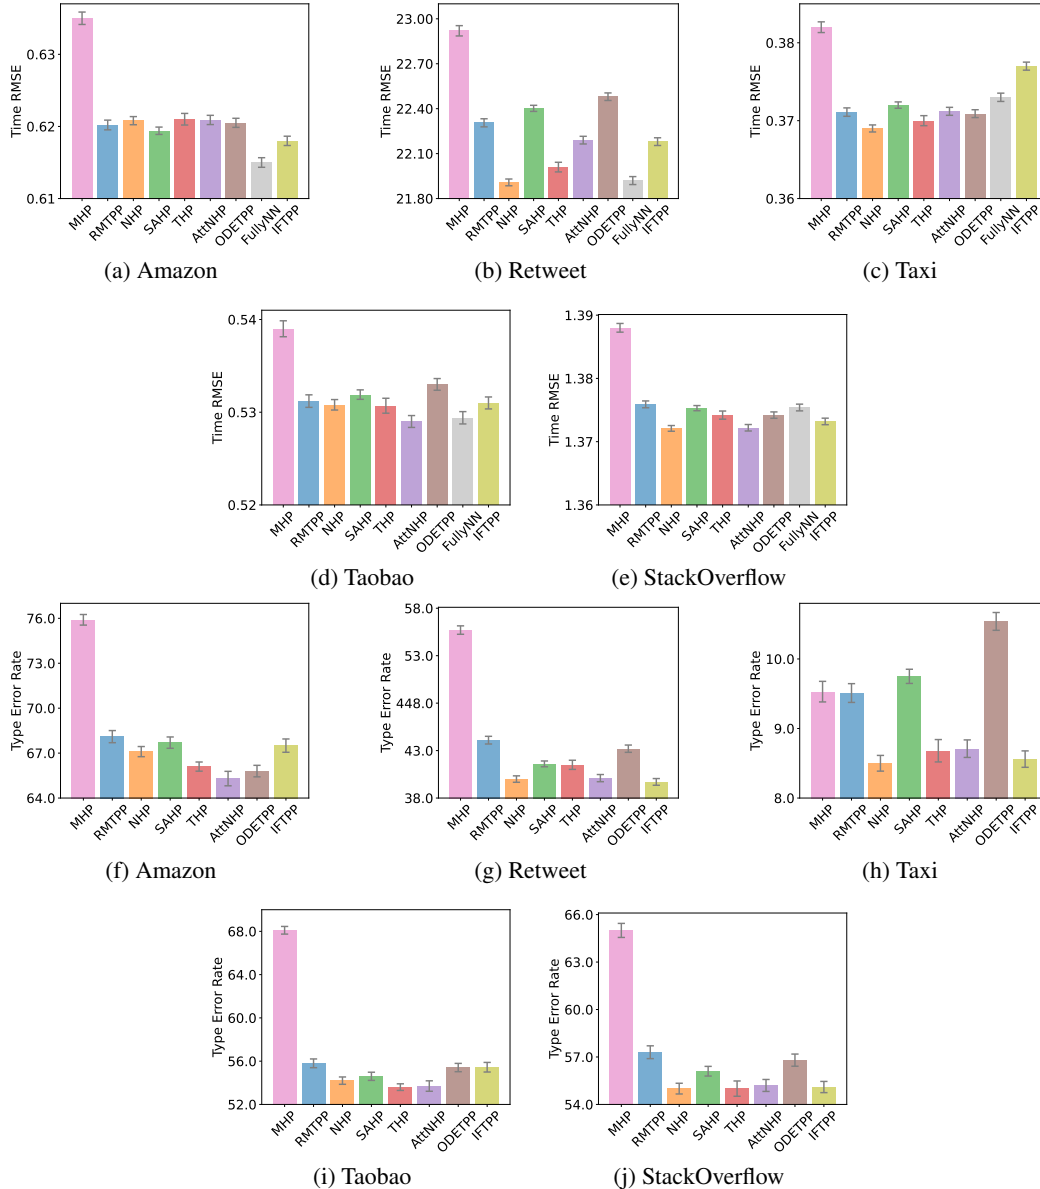 Time RMSE
0.63
0.62
0.61
MHP
RMTPP
NHP
SAHP
THP
AttNHP
ODETPP
FullyNN
IFTPP
(a) Amazon
Time RMSE
23.00
22.70
22.40
22.10
21.80
MHP
RMTPP
NHP
SAHP
THP
AttNHP
ODETPP
FullyNN
IFTPP
(b) Retweet
Time RMSE
0.38
0.37
0.36
MHP
RMTPP
NHP
SAHP
THP
AttNHP
ODETPP
FullyNN
IFTPP
(c) Taxi
Time RMSE
0.54
0.53
0.52
MHP
RMTPP
NHP
SAHP
THP
AttNHP
ODETPP
FullyNN
IFTPP
(d) Taobao
Time RMSE
1.39
1.38
1.37
1.36
MHP
RMTPP
NHP
SAHP
THP
AttNHP
ODETPP
FullyNN
IFTPP
(e) StackOverflow
Type Error Rate
76.0
73.0
70.0
67.0
64.0
MHP
RMTPP
NHP
SAHP
THP
AttNHP
ODETPP
IFTPP
(f) Amazon
Type Error Rate
58.0
53.0
48.0
43.0
38.0
MHP
RMTPP
NHP
SAHP
THP
AttNHP
ODETPP
IFTPP
(g) Retweet
Type Error Rate
10.0
9.0
8.0
MHP
RMTPP
NHP
SAHP
THP
AttNHP
ODETPP
IFTPP
(h) Taxi
Type Error Rate
68.0
64.0
60.0
56.0
52.0
MHP
RMTPP
NHP
SAHP
THP
AttNHP
ODETPP
IFTPP
(i) Taobao
Type Error Rate
66.0
63.0
60.0
57.0
54.0
MHP
RMTPP
NHP
SAHP
THP
AttNHP
ODETPP
IFTPP
(j) StackOverflow